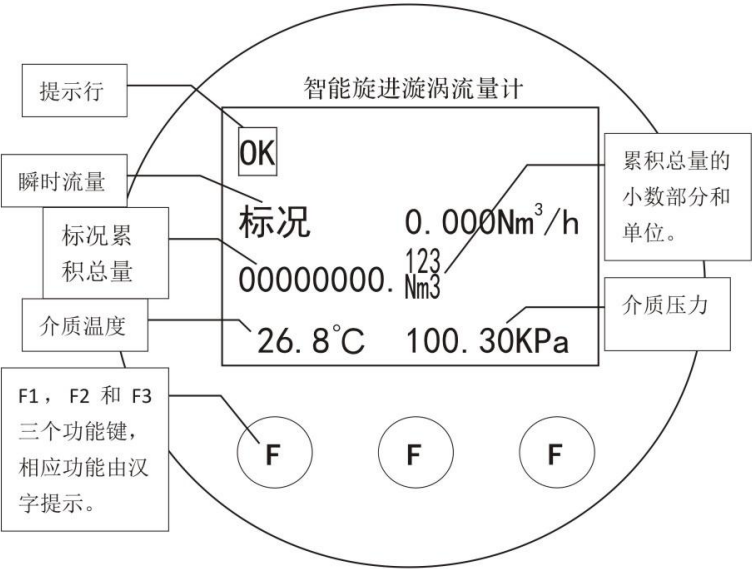 智能旋进漩涡流量计
提示行
OK
瞬时流量
标况 0.000Nm³/h
标况累
积总量
00000000.
123
Nm3
累积总量的
小数部分和
单位。
介质温度
26.8℃ 100.30KPa
介质压力
F1，F2 和 F3
三个功能键，
相应功能由汉
字提示。
F F F